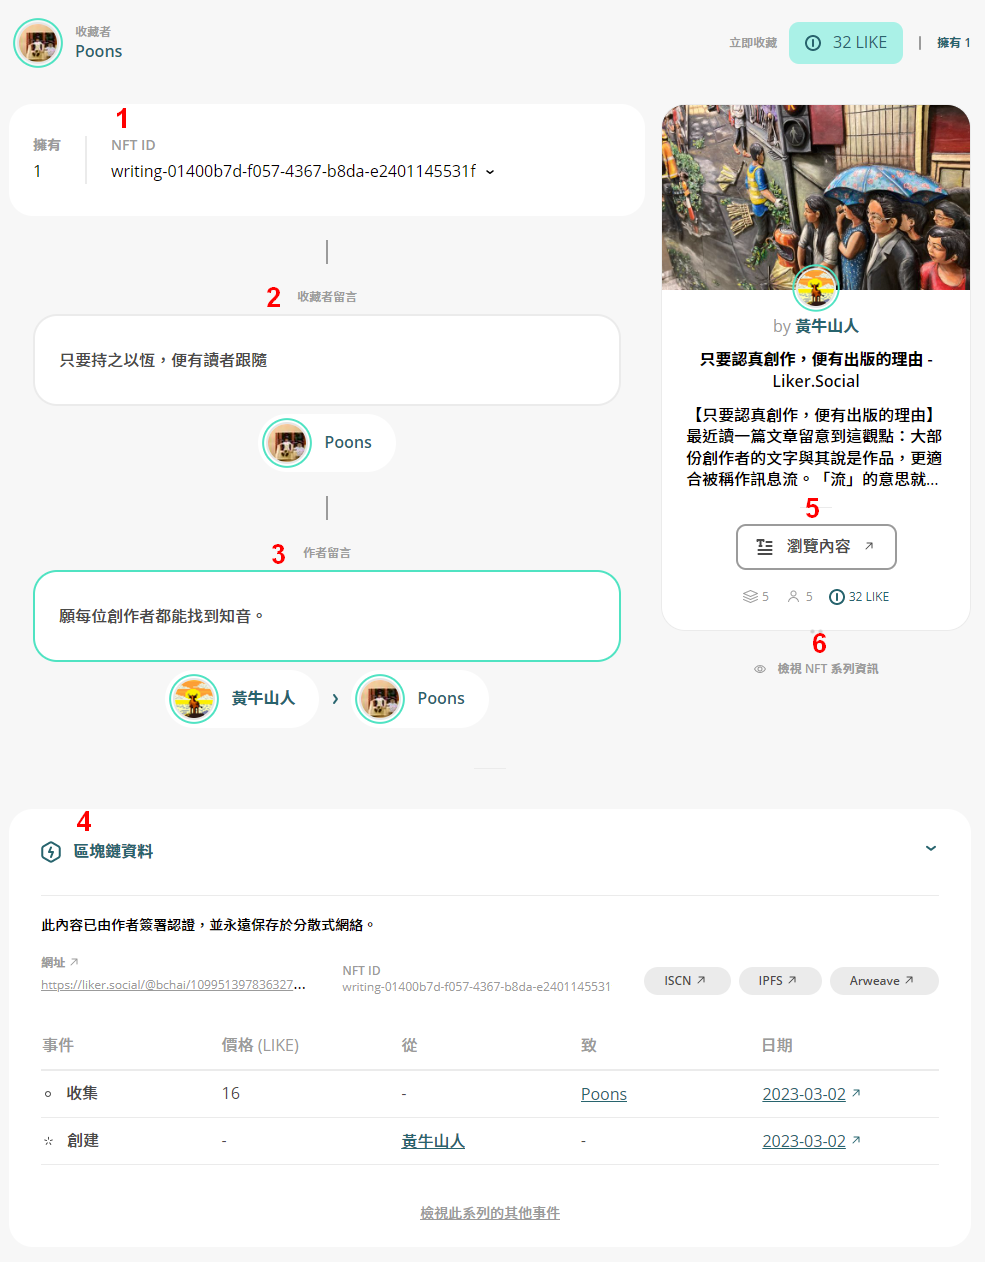 收藏者
Poons
立即收藏
32 LIKE
擁有 1
1
擁有
1
NFT ID
writing-01400b7d-f057-4367-b8da-e2401145531f
2 收藏者留言
只要持之以恆，便有讀者跟隨
Poons
3 作者留言
願每位創作者都能找到知音。
黃牛山人 › Poons
by 黃牛山人
只要認真創作，便有出版的理由 -
Liker.Social
【只要認真創作，便有出版的理由】
最近讀一篇文章留意到這觀點：大部
份創作者的文字與其說是作品，更適
合被稱作訊息流。「流」的意思就...
5
瀏覽內容
5 5 32 LIKE
6
檢視 NFT 系列資訊
4
區塊鏈資料
此內容已由作者簽署認證，並永遠保存於分散式網絡。
網址
https://liker.social/@bchai/109951397836327...
NFT ID
writing-01400b7d-f057-4367-b8da-e2401145531
ISCN IPFS Arweave
事件 價格 (LIKE) 從 致 日期
收集 16 - Poons 2023-03-02
創建 - 黃牛山人 - 2023-03-02
檢視此系列的其他事件